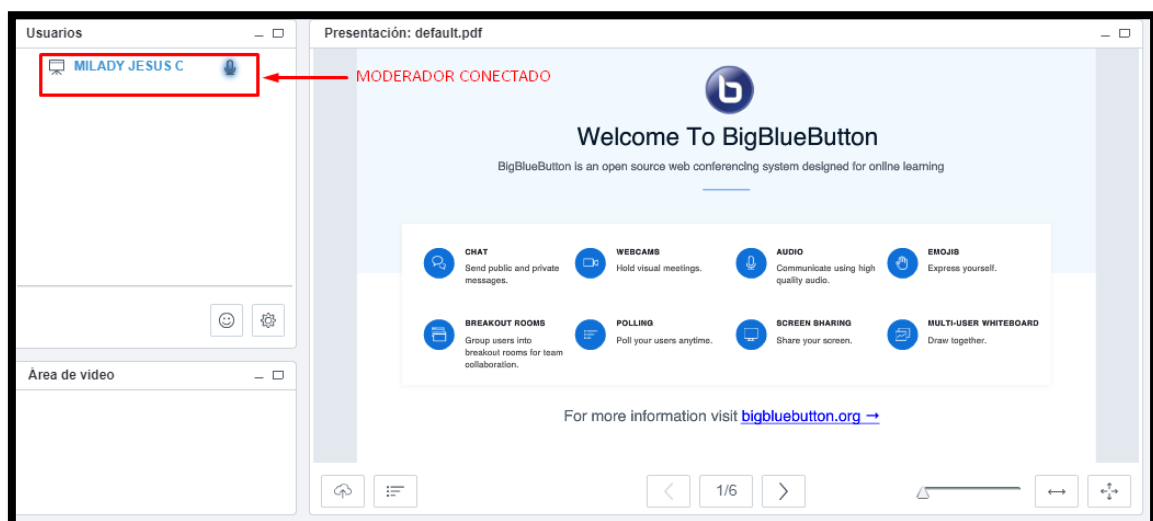 Usuarios
MILADY JESUS C
MODERADOR CONECTADO
Área de video
Presentación: default.pdf
Welcome To BigBlueButton
BigBlueButton is an open source web conferencing system designed for online learning
CHAT
Send public and private
messages.
WEBCAMS
Hold visual meetings.
AUDIO
Communicate using high
quality audio.
EMOJIS
Express yourself.
BREAKOUT ROOMS
Group users into
breakout rooms for team
collaboration.
POLLING
Poll your users anytime.
SCREEN SHARING
Share your screen.
MULTI-USER WHITEBOARD
Draw together.
For more information visit bigbluebutton.org →
1/6